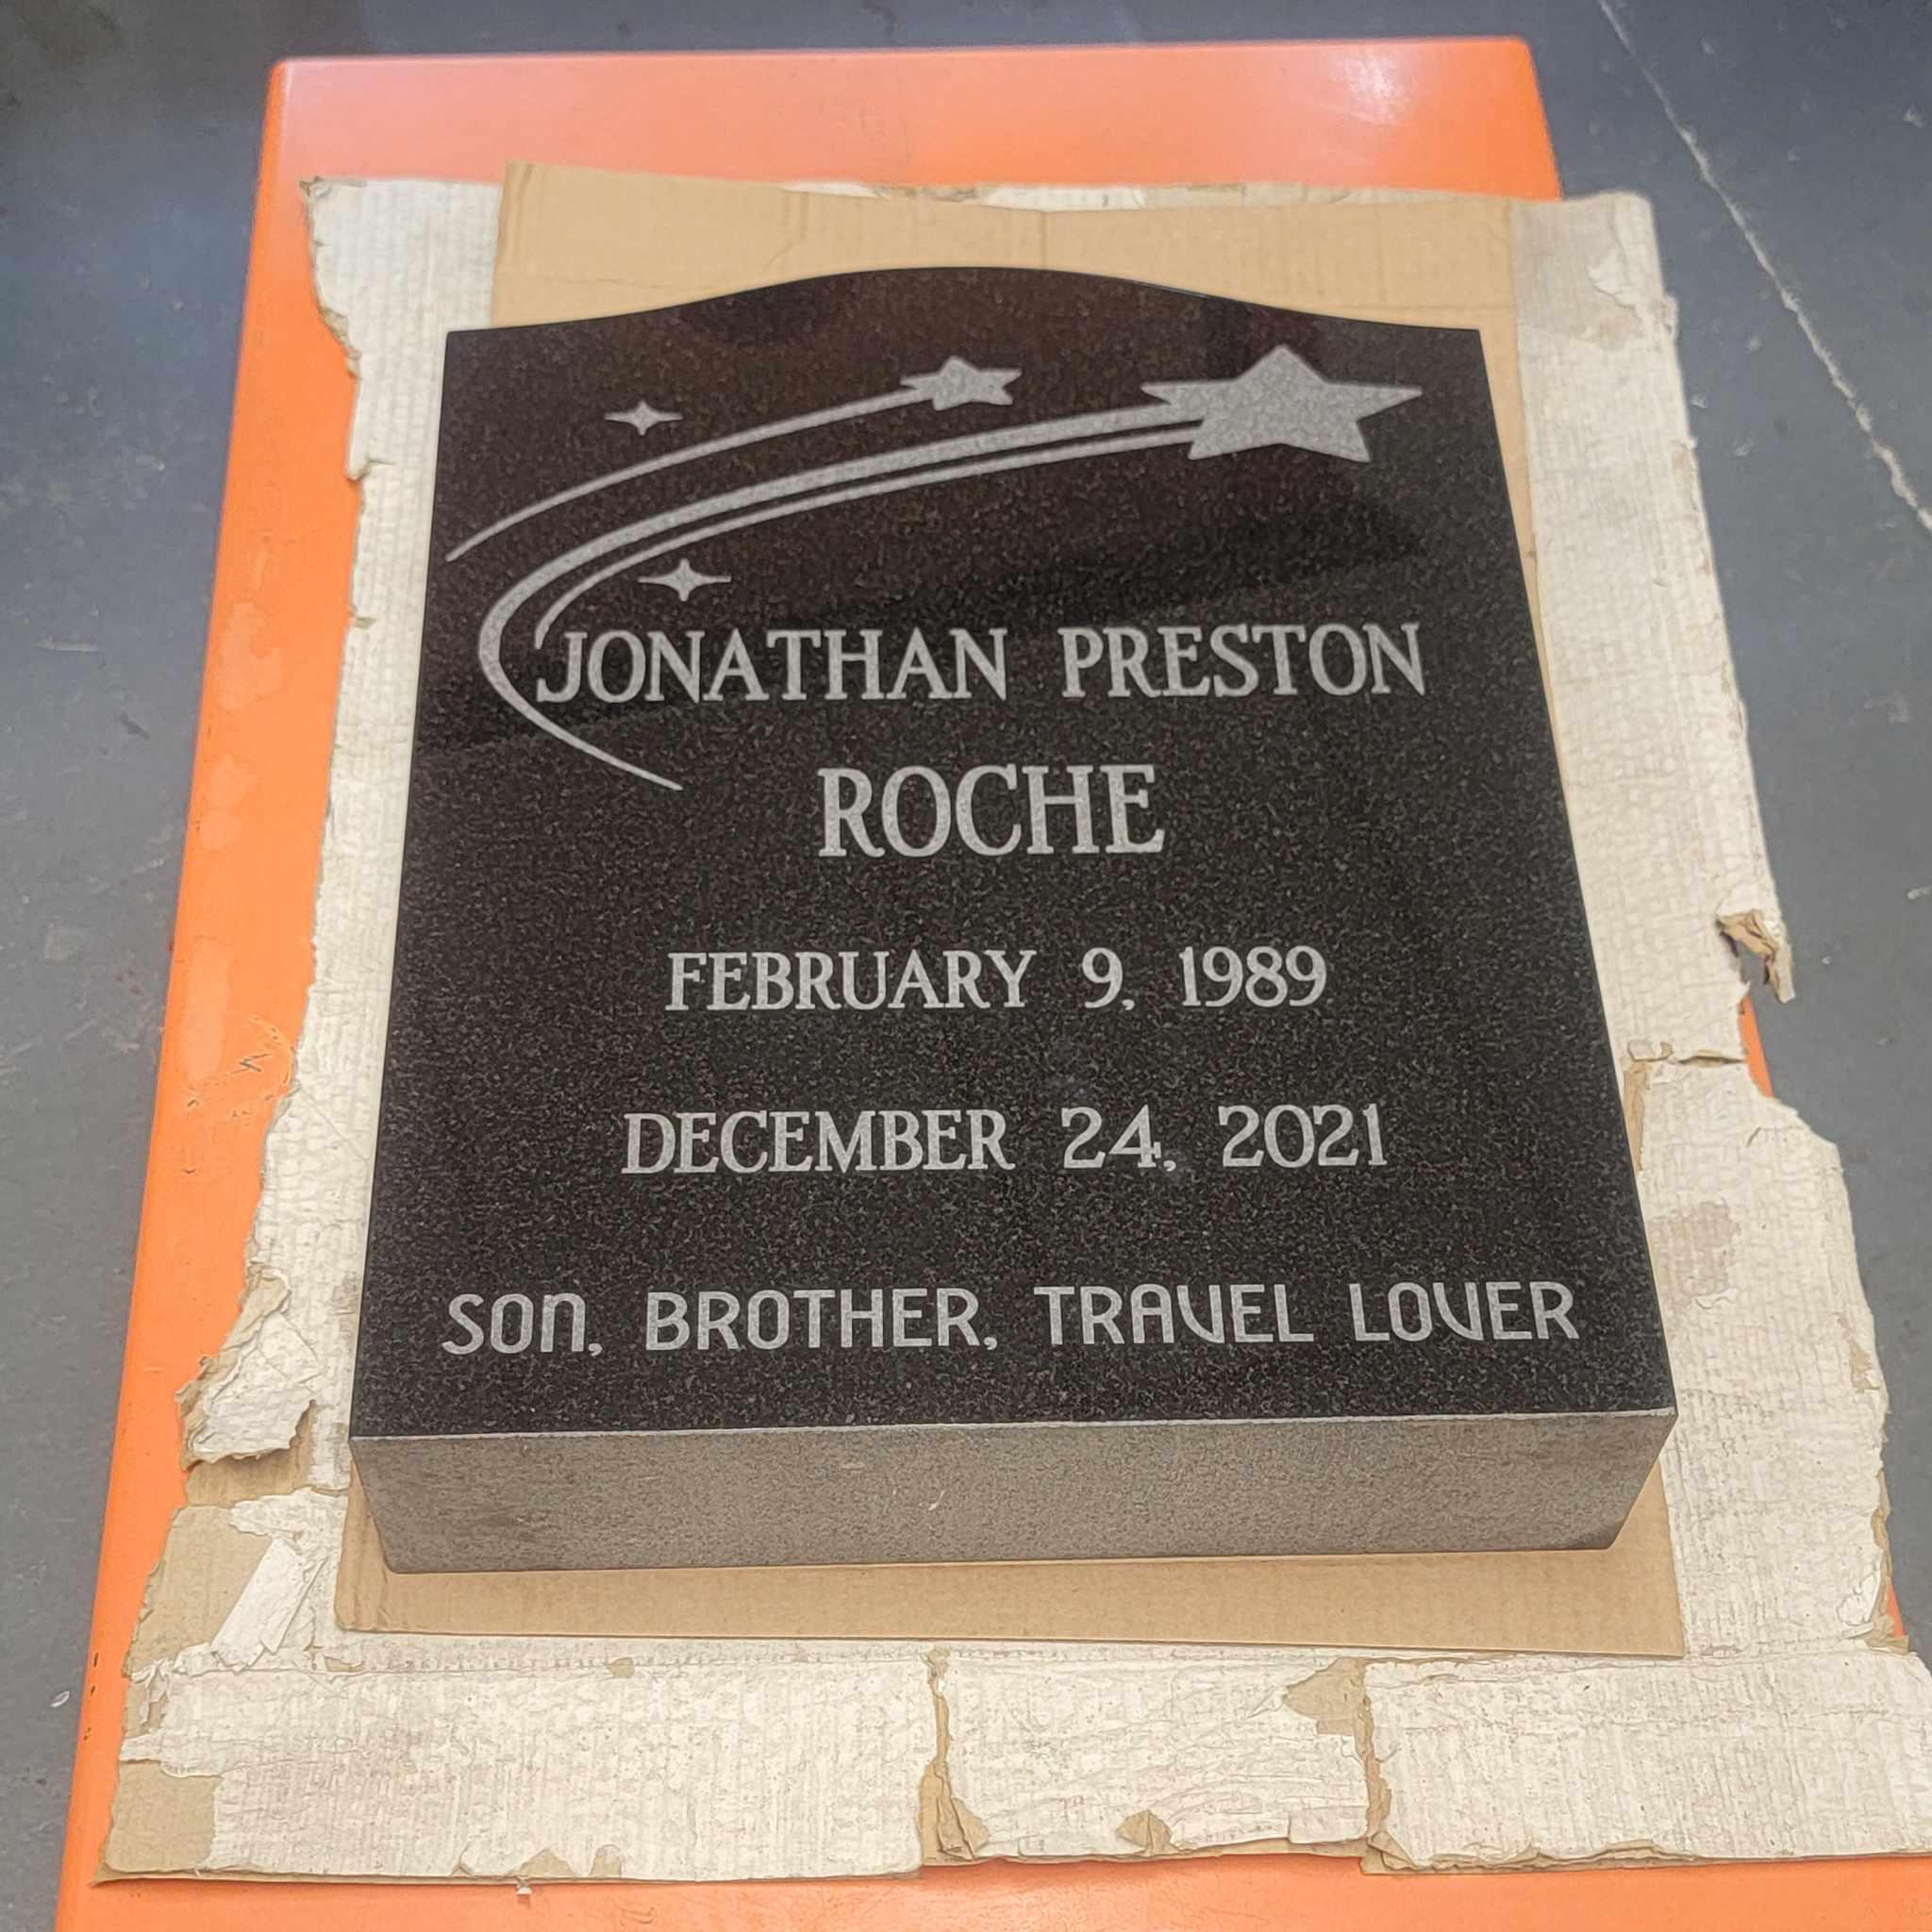 JONATHAN PRESTON
ROCHE
FEBRUARY 9, 1989
DECEMBER 24, 2021
SON, BROTHER, TRAVEL LOVER